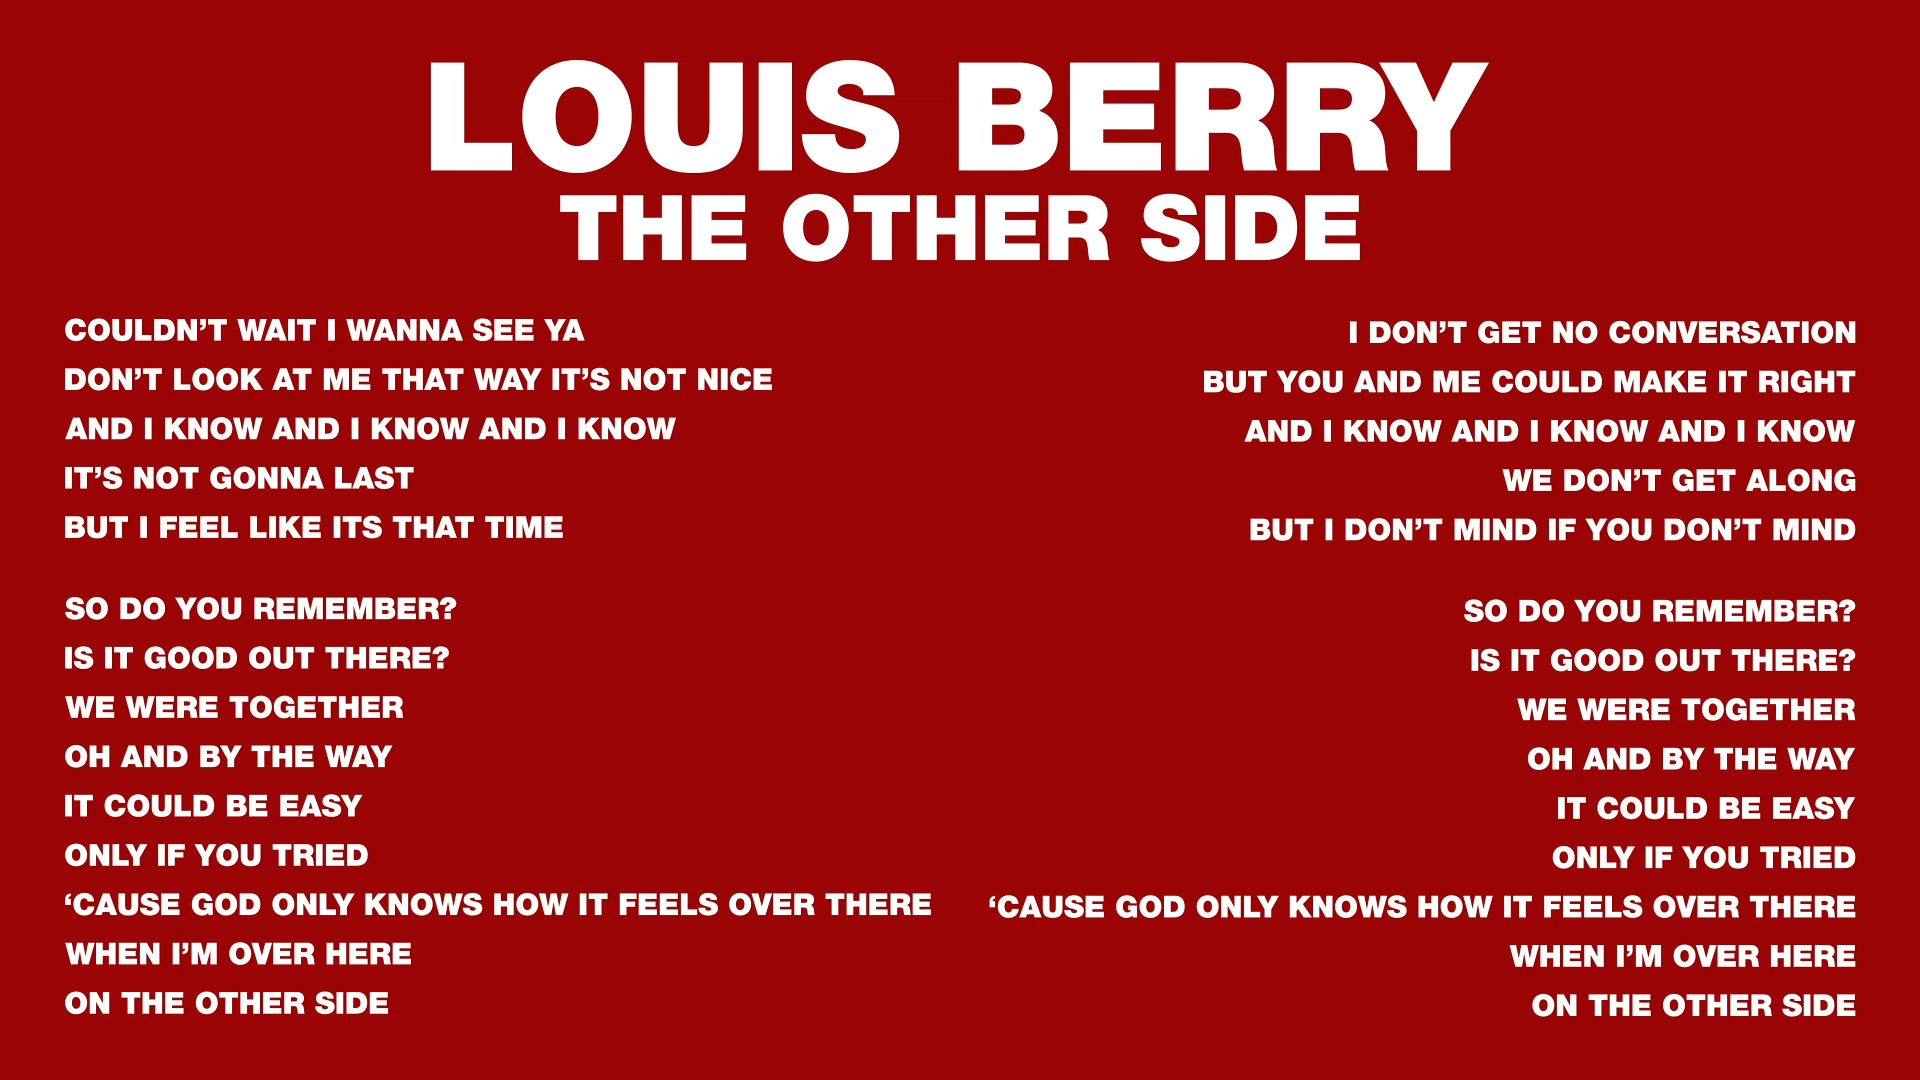 LOUIS BERRY
THE OTHER SIDE
COULDN’T WAIT I WANNA SEE YA
DON’T LOOK AT ME THAT WAY IT’S NOT NICE
AND I KNOW AND I KNOW AND I KNOW
IT’S NOT GONNA LAST
BUT I FEEL LIKE ITS THAT TIME
SO DO YOU REMEMBER?
IS IT GOOD OUT THERE?
WE WERE TOGETHER
OH AND BY THE WAY
IT COULD BE EASY
ONLY IF YOU TRIED
‘CAUSE GOD ONLY KNOWS HOW IT FEELS OVER THERE
WHEN I’M OVER HERE
ON THE OTHER SIDE
I DON’T GET NO CONVERSATION
BUT YOU AND ME COULD MAKE IT RIGHT
AND I KNOW AND I KNOW AND I KNOW
WE DON’T GET ALONG
BUT I DON’T MIND IF YOU DON’T MIND
SO DO YOU REMEMBER?
IS IT GOOD OUT THERE?
WE WERE TOGETHER
OH AND BY THE WAY
IT COULD BE EASY
ONLY IF YOU TRIED
‘CAUSE GOD ONLY KNOWS HOW IT FEELS OVER THERE
WHEN I’M OVER HERE
ON THE OTHER SIDE